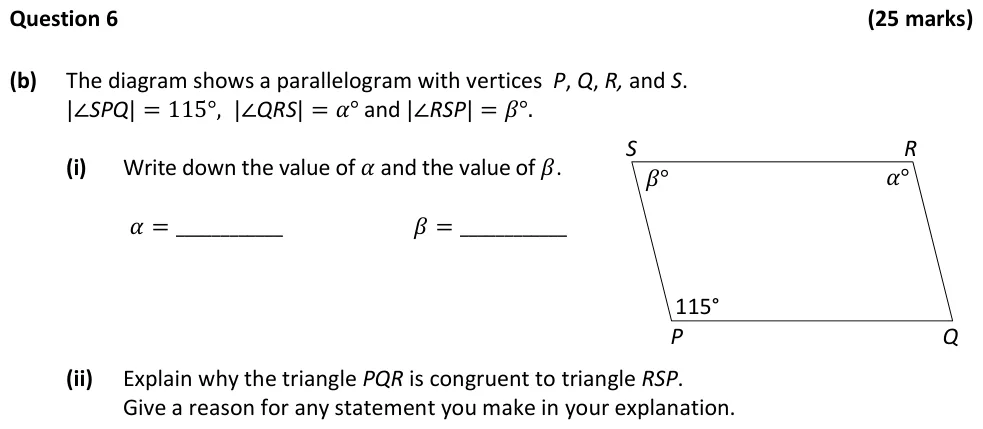 Question 6 (25 marks)
(b) The diagram shows a parallelogram with vertices P, Q, R, and S.
|∠SPQ| = 115°, |∠QRS| = α° and |∠RSP| = β°.
(i) Write down the value of α and the value of β.
α = __________ β = __________
S R
β° α°
115°
P Q
(ii) Explain why the triangle PQR is congruent to triangle RSP.
Give a reason for any statement you make in your explanation.